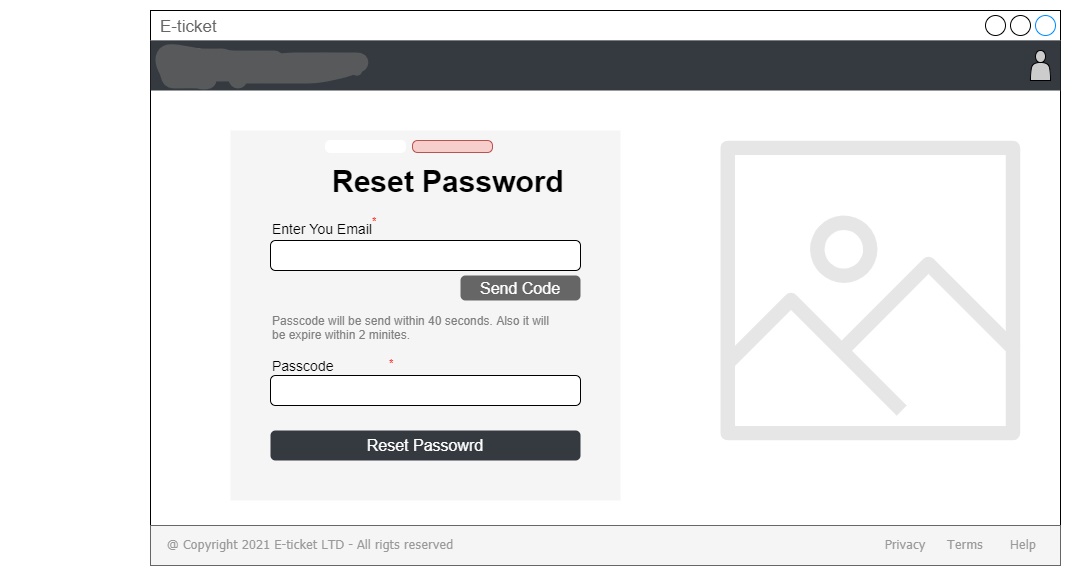 E-ticket
Reset Password
Enter You Email*
Send Code
Passcode will be send within 40 seconds. Also it will
be expire within 2 minites.
Passcode *
Reset Passowrd
@ Copyright 2021 E-ticket LTD - All rigts reserved Privacy Terms Help